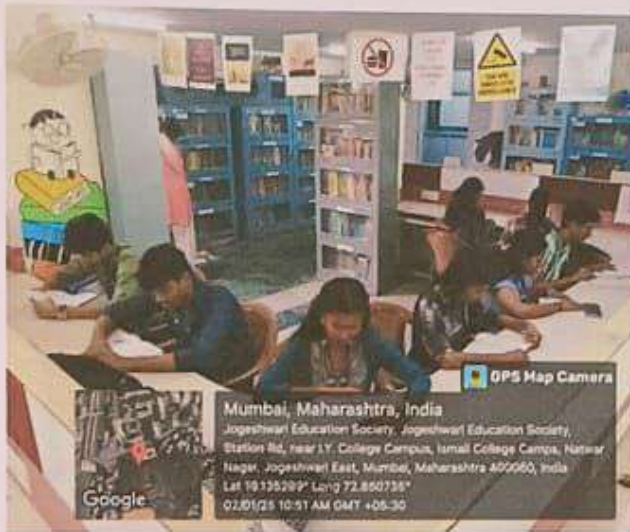 GPS Map Camera
Mumbai, Maharashtra, India
Jogeshwari Education Society, Jogeshwari Education Society,
Station Rd, near I.Y. College Campus, Ismail College Camps, Natwar
Nagar, Jogeshwari East, Mumbai, Maharashtra 400060, India
Lat 19.135289° Long 72.850735°
02/01/25 10:51 AM GMT +05:30
Google